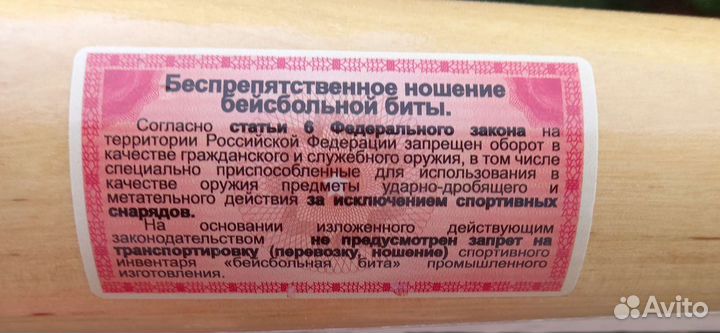 Беспрепятственное ношение
бейсбольной биты.
Согласно статьи 6 Федерального закона на
территории Российской Федерации запрещен оборот в
качестве гражданского и служебного оружия, в том числе
специально приспособленные для использования в
качестве оружия предметы ударно-дробящего и
метательного действия за исключением спортивных
снарядов.
На основании изложенного действующим
законодательством не предусмотрен запрет на
транспортировку (перевозку, ношение) спортивного
инвентаря «бейсбольная бита» промышленного
изготовления.
Avito